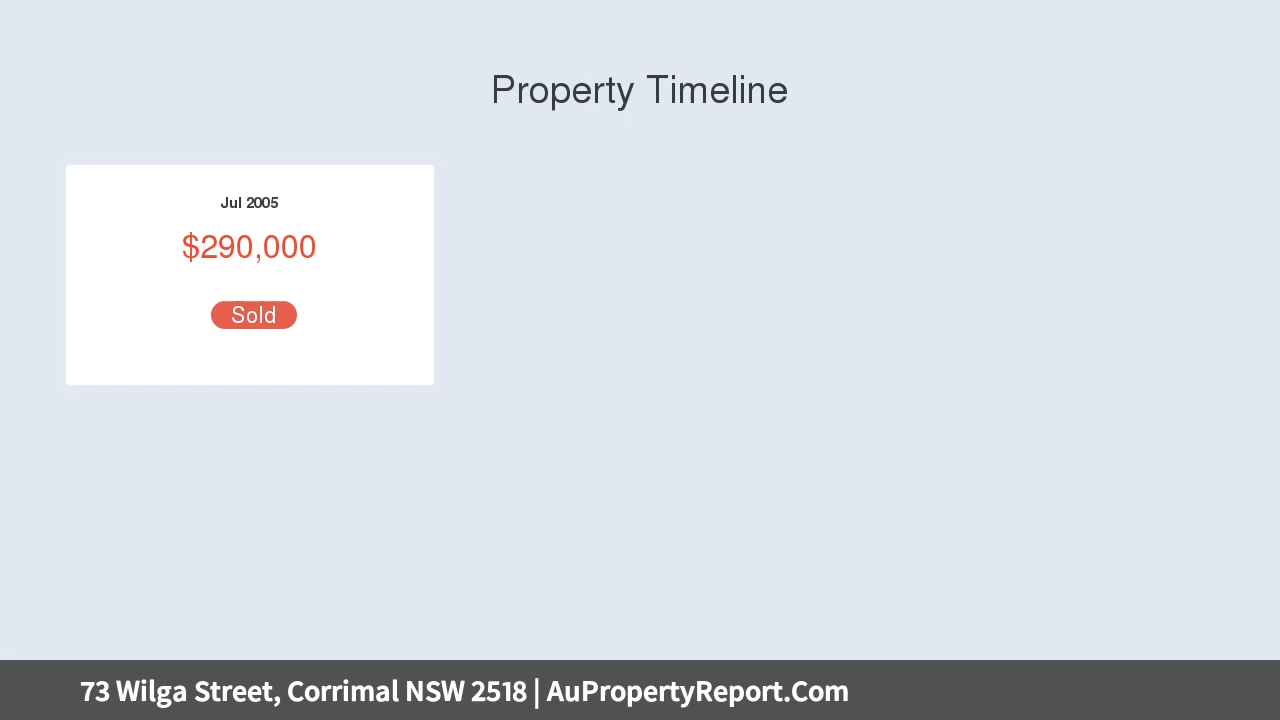 Property Timeline
Jul 2005
$290,000
Sold
73 Wilga Street, Corrimal NSW 2518 | AuPropertyReport.Com